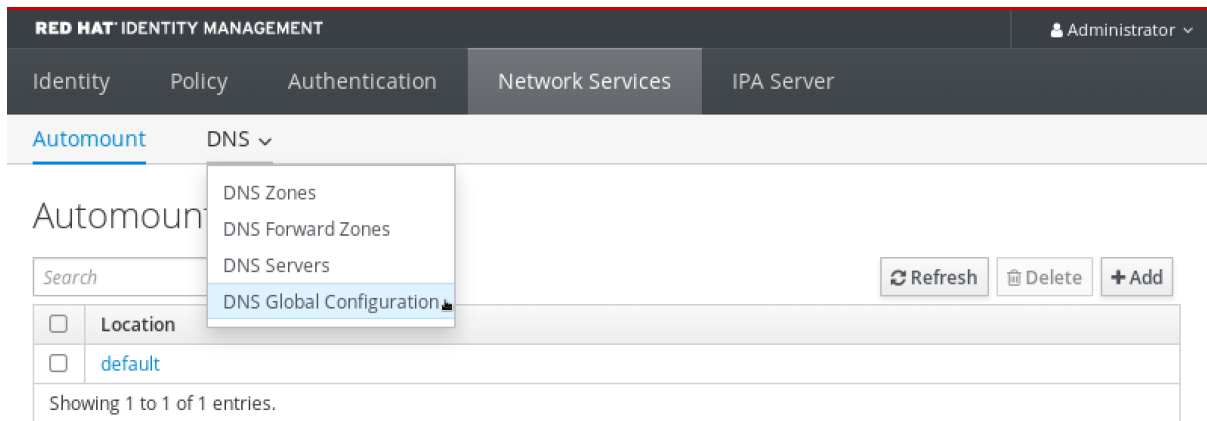 RED HAT® IDENTITY MANAGEMENT Administrator
Identity Policy Authentication Network Services IPA Server
Automount DNS
DNS Zones
DNS Forward Zones
DNS Servers
DNS Global Configuration
Automoun
Search Refresh Delete +Add
Location
default
Showing 1 to 1 of 1 entries.